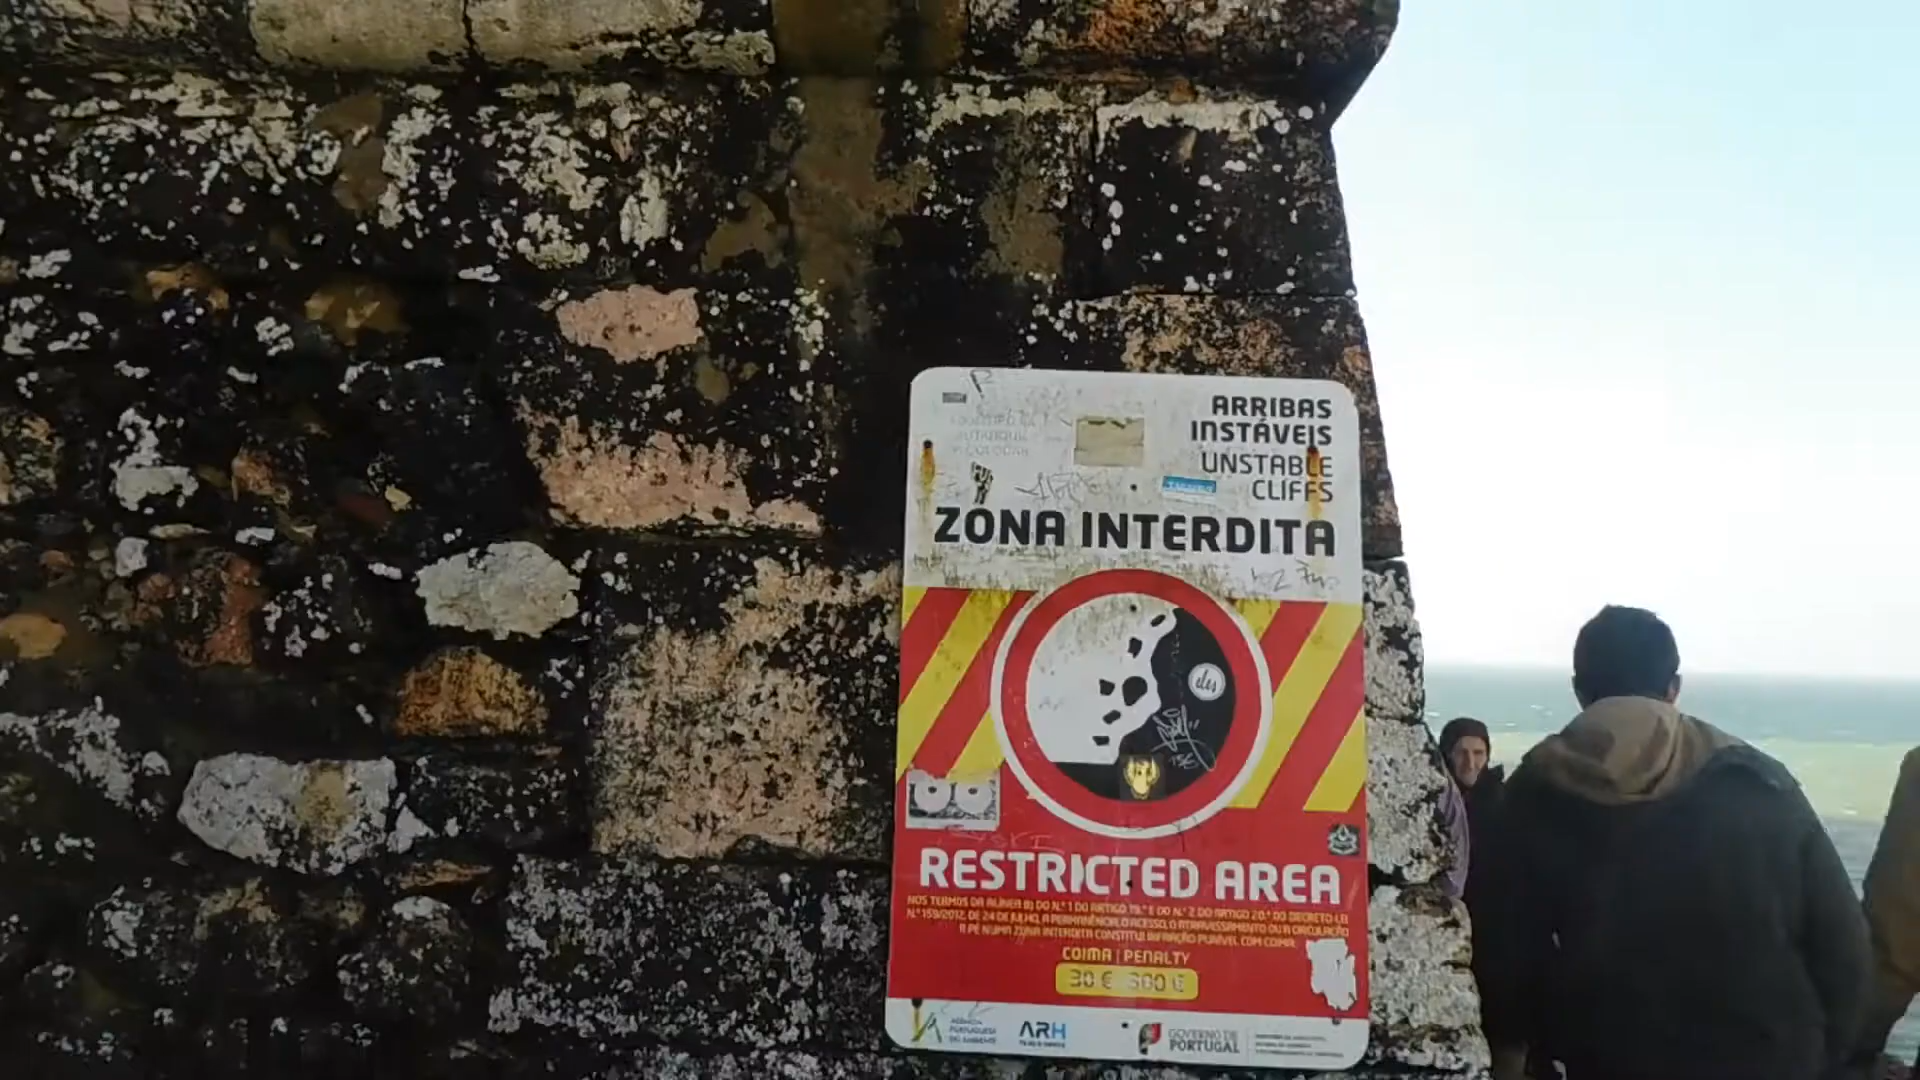 ARRIBAS
INSTÁVEIS
UNSTABLE
CLIFFS
ZONA INTERDITA
eles
RESTRICTED AREA
NOS TERMOS DA ALÍNEA B) DO N.º 1 DO ARTIGO 19.º E DO N.º 2 DO ARTIGO 20.º DO DECRETO-LEI
N.º 159/2012, DE 24 DE JULHO, A PERMANÊNCIA, O ACESSO, O ATRAVESSAMENTO OU A CIRCULAÇÃO
A PÉ NUMA ZONA INTERDITA CONSTITUI INFRAÇÃO PUNÍVEL COM COIMA.
COIMA | PENALTY
30 € 300 €
AGÊNCIA
PORTUGUESA
DO AMBIENTE
ARH
GOVERNO DE
PORTUGAL